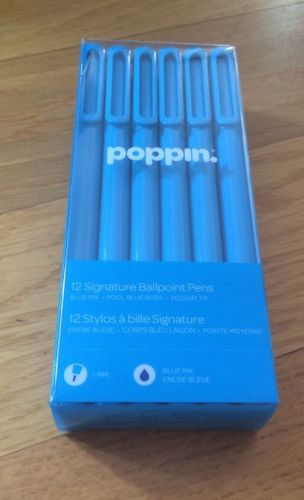 poppin.
12 Signature Ballpoint Pens
BLUE INK • POOL BLUE BODY • MEDIUM TIP
12 Stylos à bille Signature
ENCRE BLEUE • CORPS BLEU LAGON • POINTE MOYENNE
1 MM
BLUE INK
ENCRE BLEUE